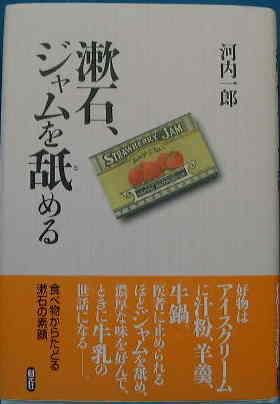 河内一郎
漱石、
ジャムを舐める
な
STRAWBERRY JAM
好物は
アイスクリーム
に汁粉、羊羹、
牛鍋
医者に止められる
ほどジャムを舐め、
濃厚な味を好んで、
ときに牛乳の
世話になる――
食べ物からたどる
漱石の素顔